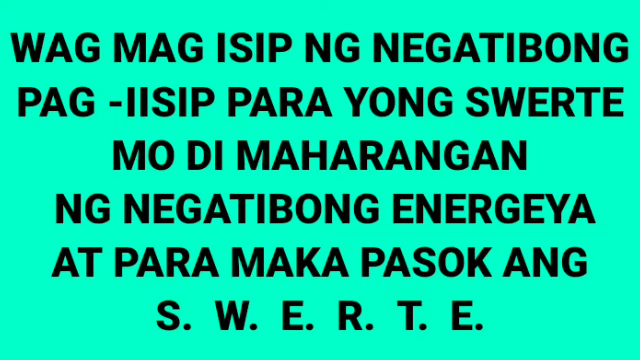 WAG MAG ISIP NG NEGATIBONG
PAG -IISIP PARA YONG SWERTE
MO DI MAHARANGAN
NG NEGATIBONG ENERGEYA
AT PARA MAKA PASOK ANG
S. W. E. R. T. E.